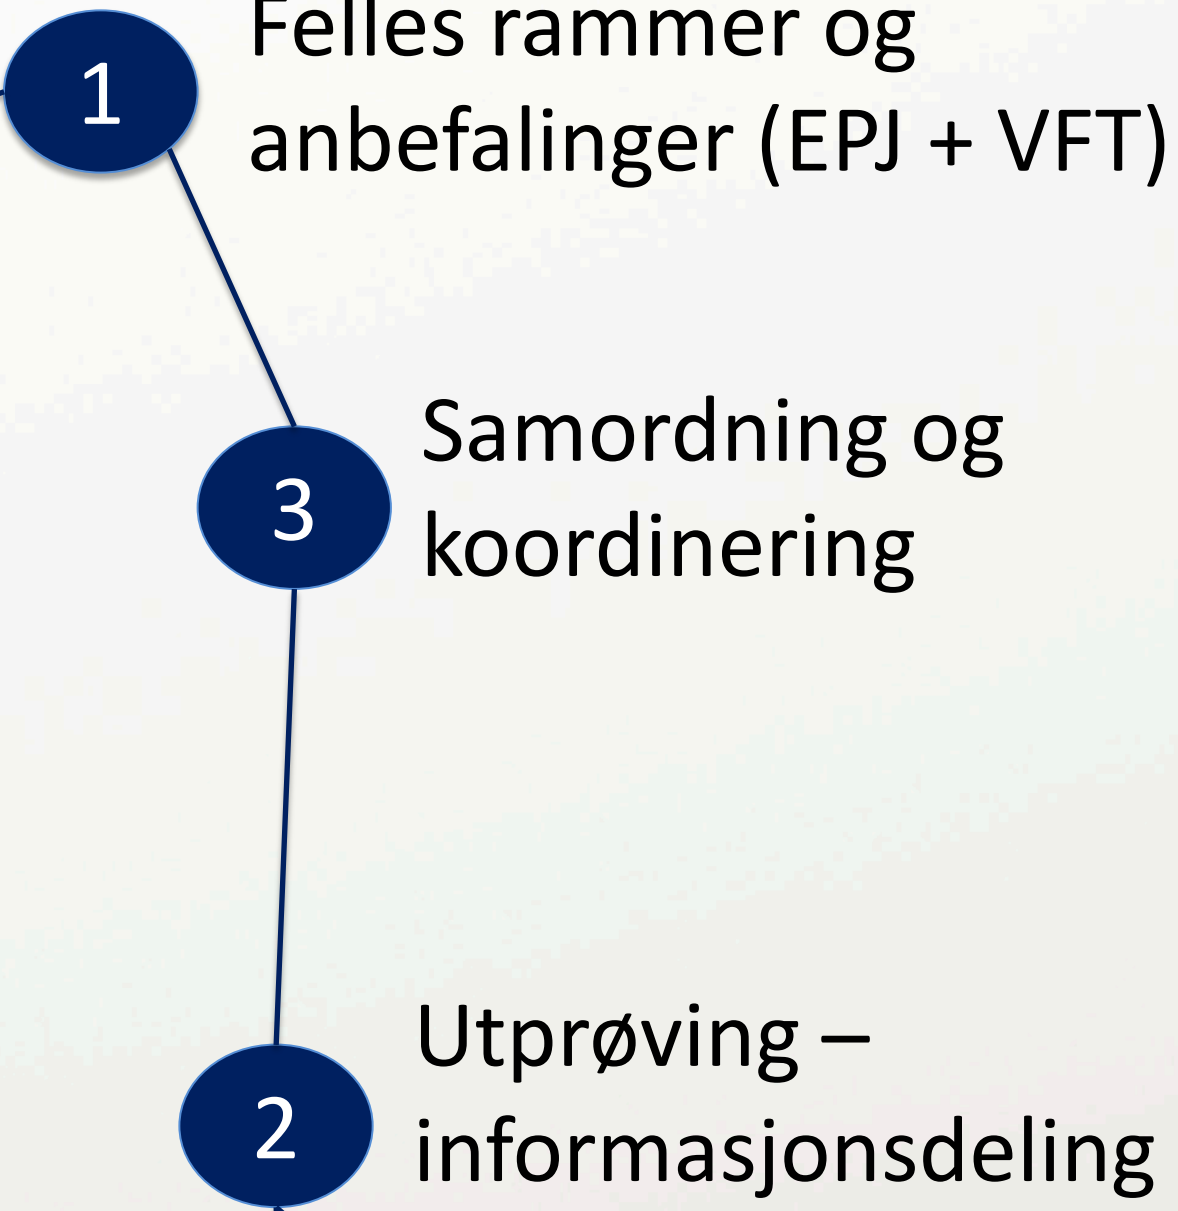 1
Felles rammer og
anbefalinger (EPJ + VFT)
3
Samordning og
koordinering
2
Utprøving –
informasjonsdeling